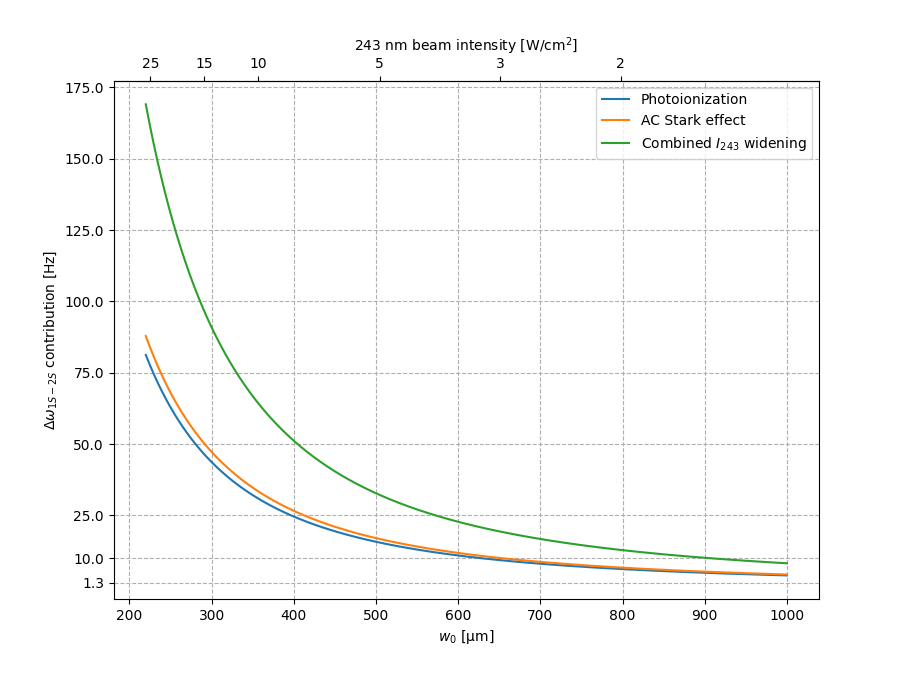 243 nm beam intensity [W/cm²]
25 15 10 5 3 2
175.0
150.0
125.0
100.0
75.0
50.0
25.0
10.0
1.3
Δω₁S₋₂S contribution [Hz]
Photoionization
AC Stark effect
Combined I₂₄₃ widening
200 300 400 500 600 700 800 900 1000
w₀ [μm]